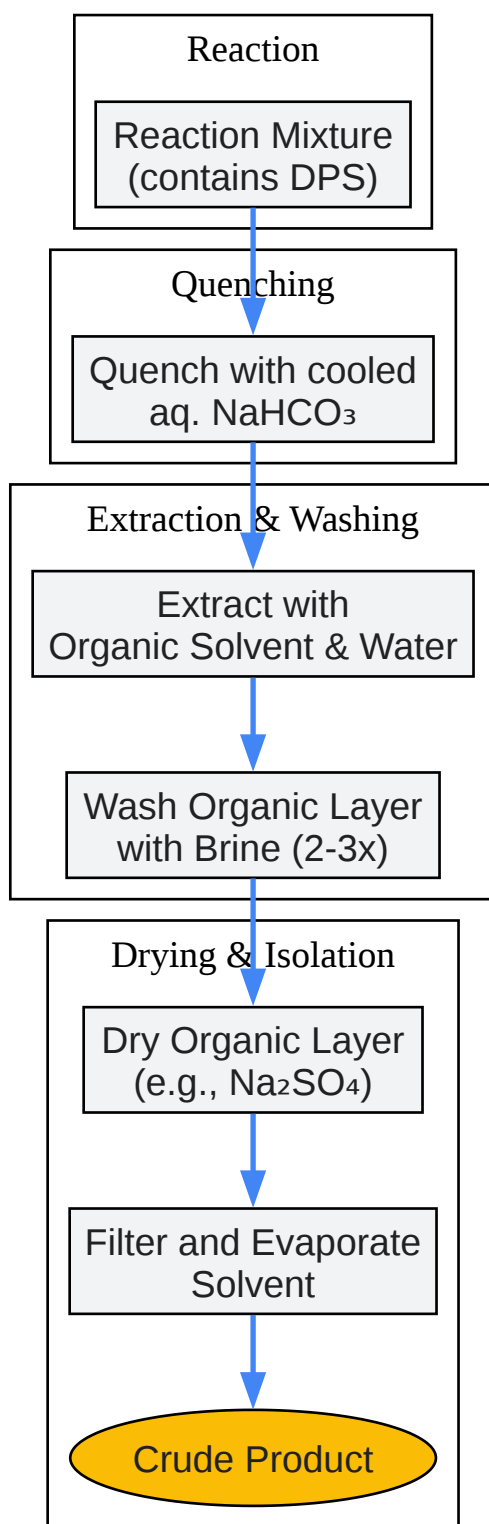 Reaction
Reaction Mixture
(contains DPS)
Quenching
Quench with cooled
aq. NaHCO₃
Extraction & Washing
Extract with
Organic Solvent & Water
Wash Organic Layer
with Brine (2-3x)
Drying & Isolation
Dry Organic Layer
(e.g., Na₂SO₄)
Filter and Evaporate
Solvent
Crude Product